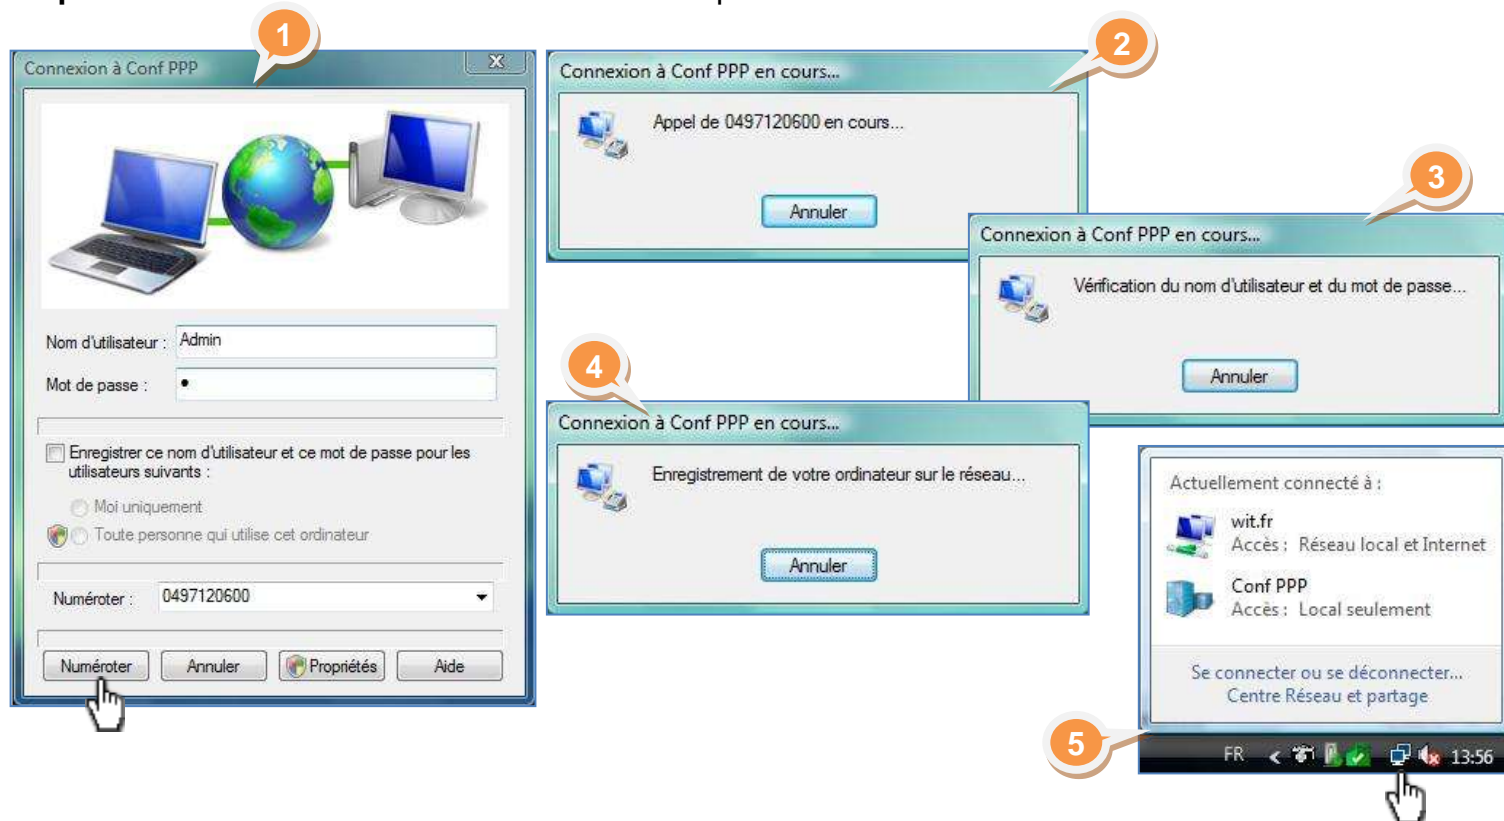 1
Connexion à Conf PPP
Nom d'utilisateur : Admin
Mot de passe : •
Enregistrer ce nom d'utilisateur et ce mot de passe pour les
utilisateurs suivants :
Moi uniquement
Toute personne qui utilise cet ordinateur
Numéroter : 0497120600
Numéroter Annuler Propriétés Aide
2
Connexion à Conf PPP en cours...
Appel de 0497120600 en cours...
Annuler
3
Connexion à Conf PPP en cours...
Vérification du nom d'utilisateur et du mot de passe...
Annuler
4
Connexion à Conf PPP en cours...
Enregistrement de votre ordinateur sur le réseau...
Annuler
5
Actuellement connecté à :
wit.fr
Accès : Réseau local et Internet
Conf PPP
Accès : Local seulement
Se connecter ou se déconnecter...
Centre Réseau et partage
FR < 13:56